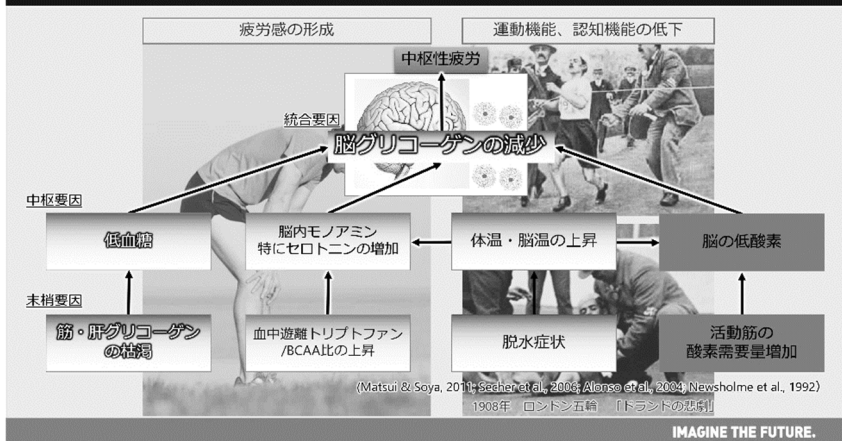 疲労感の形成
運動機能、認知機能の低下
中枢性疲労
統合要因
脳グリコーゲンの減少
中枢要因
低血糖
脳内モノアミン
特にセロトニンの増加
体温・脳温の上昇
脳の低酸素
末梢要因
筋・肝グリコーゲン
の枯渇
血中遊離トリプトファン
/BCAA比の上昇
脱水症状
活動筋の
酸素需要量増加
(Matsui & Soya, 2011; Secher et al., 2006; Alonso et al., 2004; Newsholme et al., 1992)
1908年 ロンドン五輪 「ドランドの悲劇」
IMAGINE THE FUTURE.